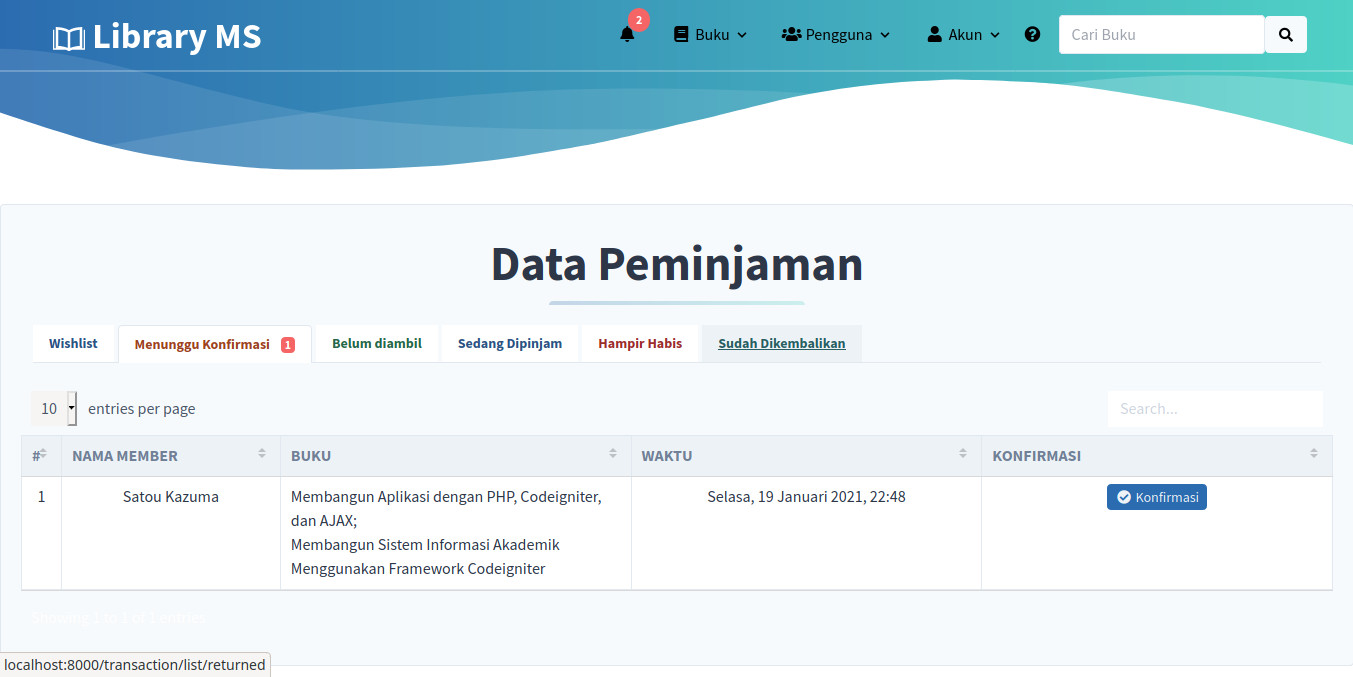 Library MS
2
Buku
Pengguna
Akun
Cari Buku
Data Peminjaman
Wishlist
Menunggu Konfirmasi 1
Belum diambil
Sedang Dipinjam
Hampir Habis
Sudah Dikembalikan
10 entries per page
Search...
#
NAMA MEMBER
BUKU
WAKTU
KONFIRMASI
1
Satou Kazuma
Membangun Aplikasi dengan PHP, Codeigniter,
dan AJAX;
Membangun Sistem Informasi Akademik
Menggunakan Framework Codeigniter
Selasa, 19 Januari 2021, 22:48
Konfirmasi
Showing 1 to 1 of 1 entries
localhost:8000/transaction/list/returned